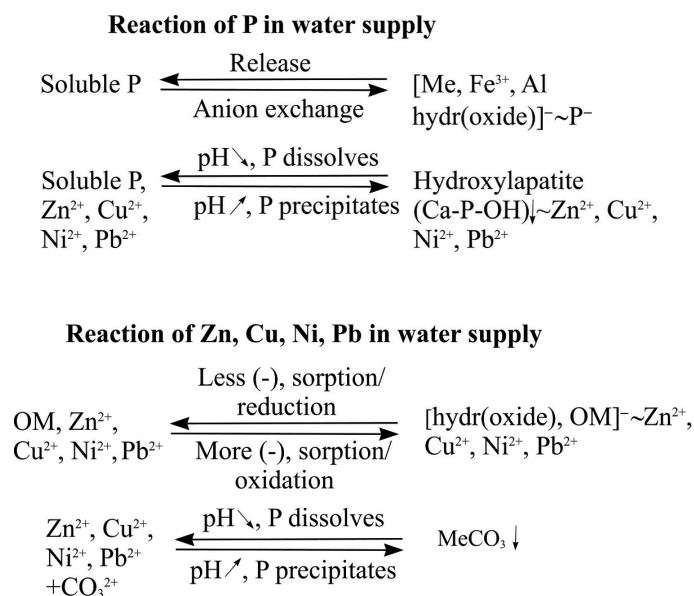 Reaction of P in water supply
Soluble P
Release
Anion exchange
[Me, Fe³⁺, Al
hydr(oxide)]⁻~P⁻
Soluble P,
Zn²⁺, Cu²⁺,
Ni²⁺, Pb²⁺
pH↘, P dissolves
pH↗, P precipitates
Hydroxylapatite
(Ca-P-OH)↓~Zn²⁺, Cu²⁺,
Ni²⁺, Pb²⁺
Reaction of Zn, Cu, Ni, Pb in water supply
OM, Zn²⁺,
Cu²⁺, Ni²⁺, Pb²⁺
Less (-), sorption/
reduction
More (-), sorption/
oxidation
[hydr(oxide), OM]⁻~Zn²⁺,
Cu²⁺, Ni²⁺, Pb²⁺
Zn²⁺, Cu²⁺,
Ni²⁺, Pb²⁺
+CO₃²⁺
pH↘, P dissolves
pH↗, P precipitates
MeCO₃↓